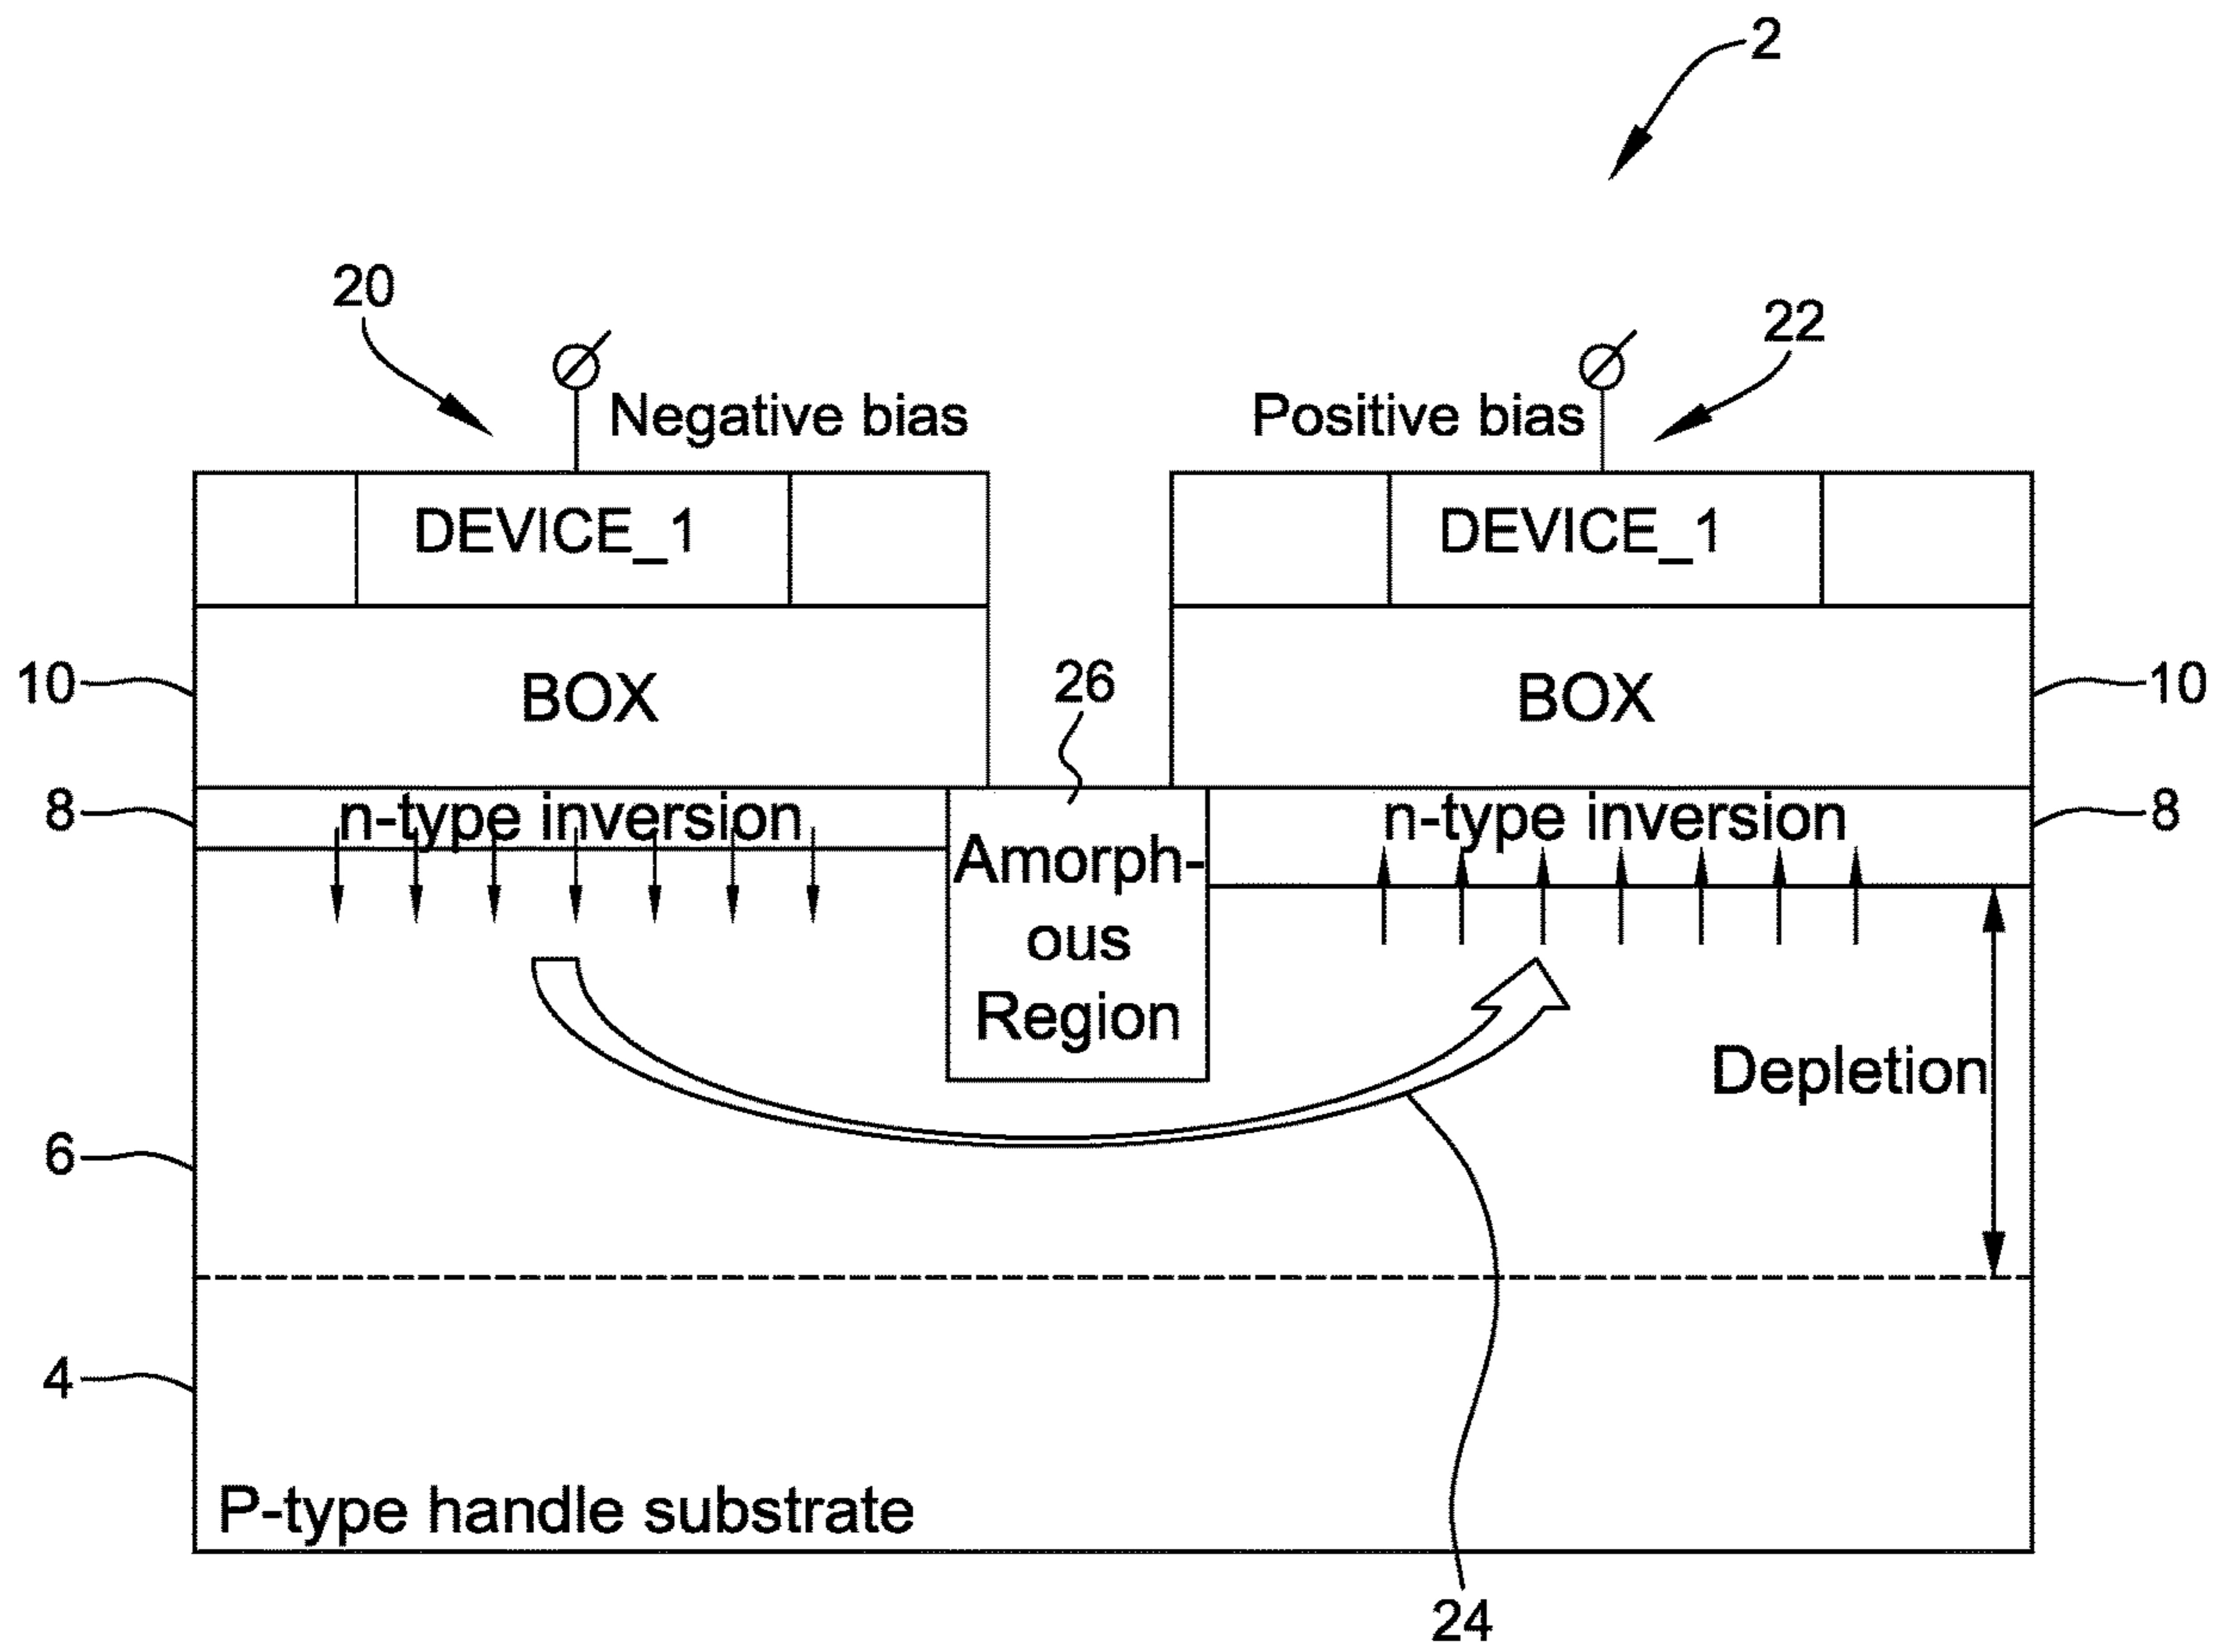 2
20
22
Negative bias
Positive bias
DEVICE_1
DEVICE_1
10
BOX
26
BOX
10
8
n-type inversion
n-type inversion
8
Amorph-
ous
Region
Depletion
6
4
P-type handle substrate
24